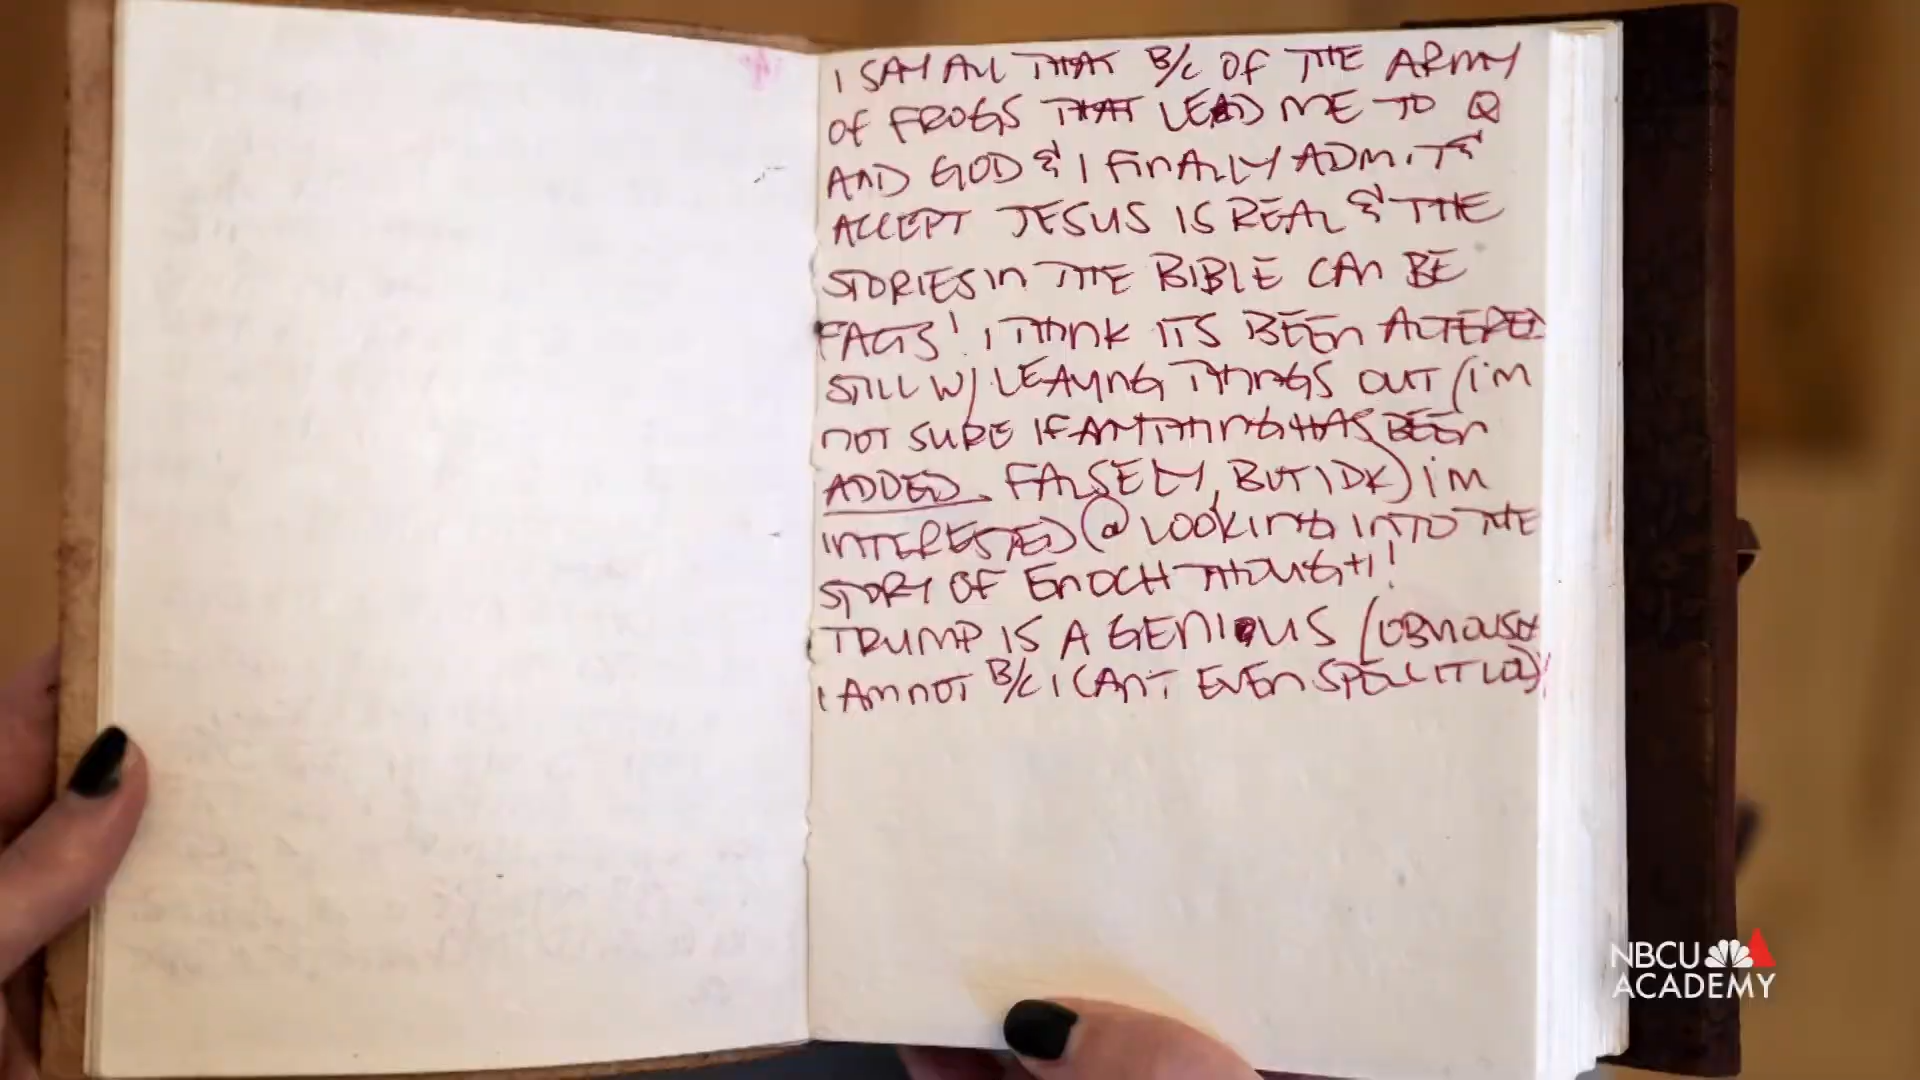 I SAY ALL THAT B/C OF THE ARMY
OF FROGS THAT LEAD ME TO Q
AND GOD & I FINALLY ADMIT &
ACCEPT JESUS IS REAL & THE
STORIES IN THE BIBLE CAN BE
FACTS! I THINK ITS BEEN ALTERED
STILL W/ LEAVING THINGS OUT (I'M
NOT SURE IF ANYTHING HAS BEEN
ADDED FALSELY, BUT IDK) I'M
INTERESTED @ LOOKING INTO THE
STORY OF ENOCH THOUGH!
TRUMP IS A GENIOUS (OBVIOUSLY
I AM NOT B/C I CAN'T EVEN SPELL IT LOL)!
NBCU
ACADEMY